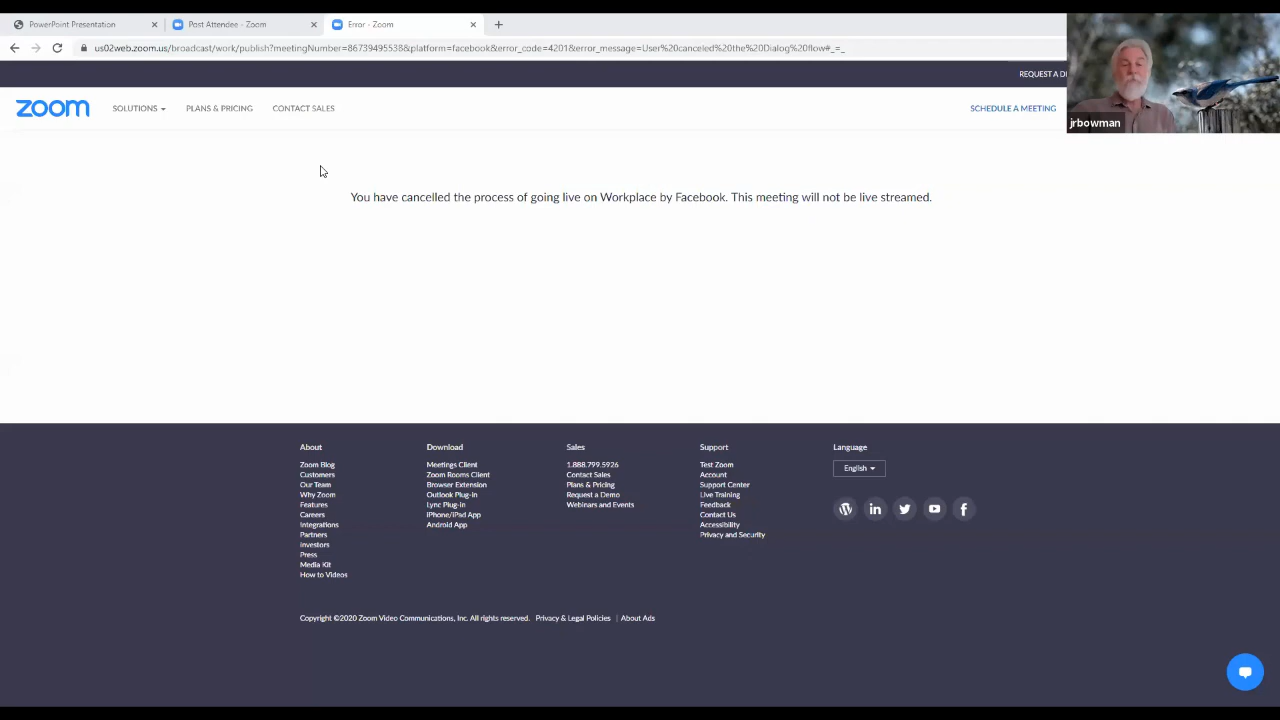 PowerPoint Presentation
Post Attendee - Zoom
Error - Zoom
us02web.zoom.us/broadcast/work/publish?meetingNumber=86739495538&platform=facebook&error_code=4201&error_message=User%20canceled%20the%20Dialog%20flow#_=_
REQUEST A
zoom
SOLUTIONS
PLANS & PRICING
CONTACT SALES
SCHEDULE A MEETING
jrbowman
You have cancelled the process of going live on Workplace by Facebook. This meeting will not be live streamed.
About
Zoom Blog
Customers
Our Team
Why Zoom
Features
Careers
Integrations
Partners
Investors
Press
Media Kit
How to Videos
Download
Meetings Client
Zoom Rooms Client
Browser Extension
Outlook Plug-in
Lync Plug-in
iPhone/iPad App
Android App
Sales
1.888.799.5926
Contact Sales
Plans & Pricing
Request a Demo
Webinars and Events
Support
Test Zoom
Account
Support Center
Live Training
Feedback
Contact Us
Accessibility
Privacy and Security
Language
English
Copyright ©2020 Zoom Video Communications, Inc. All rights reserved. Privacy & Legal Policies | About Ads